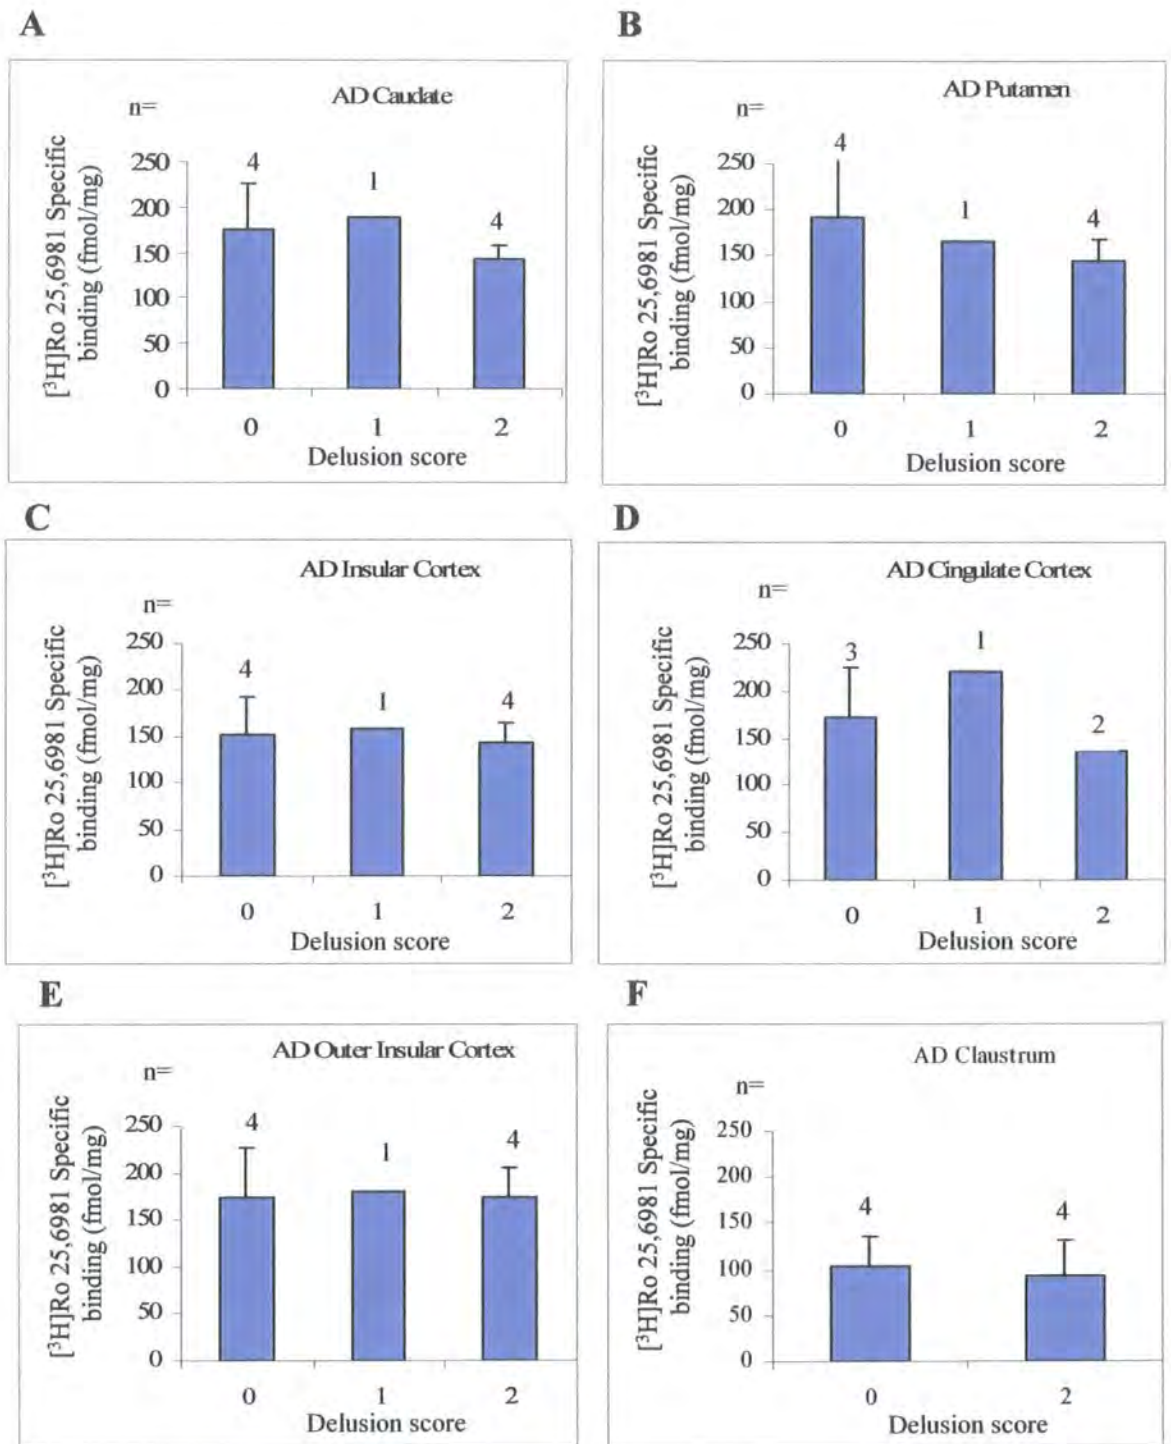 A
AD Caudate
n=
[³H]Ro 25,6981 Specific
binding (fmol/mg)
250
200
150
100
50
0
4
1
4
0 1 2
Delusion score
B
AD Putamen
n=
[³H]Ro 25,6981 Specific
binding (fmol/mg)
250
200
150
100
50
0
4
1
4
0 1 2
Delusion score
C
AD Insular Cortex
n=
[³H]Ro 25,6981 Specific
binding (fmol/mg)
250
200
150
100
50
0
4
1
4
0 1 2
Delusion score
D
AD Cingulate Cortex
n=
[³H]Ro 25,6981 Specific
binding (fmol/mg)
250
200
150
100
50
0
3
1
2
0 1 2
Delusion score
E
AD Outer Insular Cortex
n=
[³H]Ro 25,6981 Specific
binding (fmol/mg)
250
200
150
100
50
0
4
1
4
0 1 2
Delusion score
F
AD Claustrum
n=
[³H]Ro 25,6981 Specific
binding (fmol/mg)
250
200
150
100
50
0
4
4
0 2
Delusion score